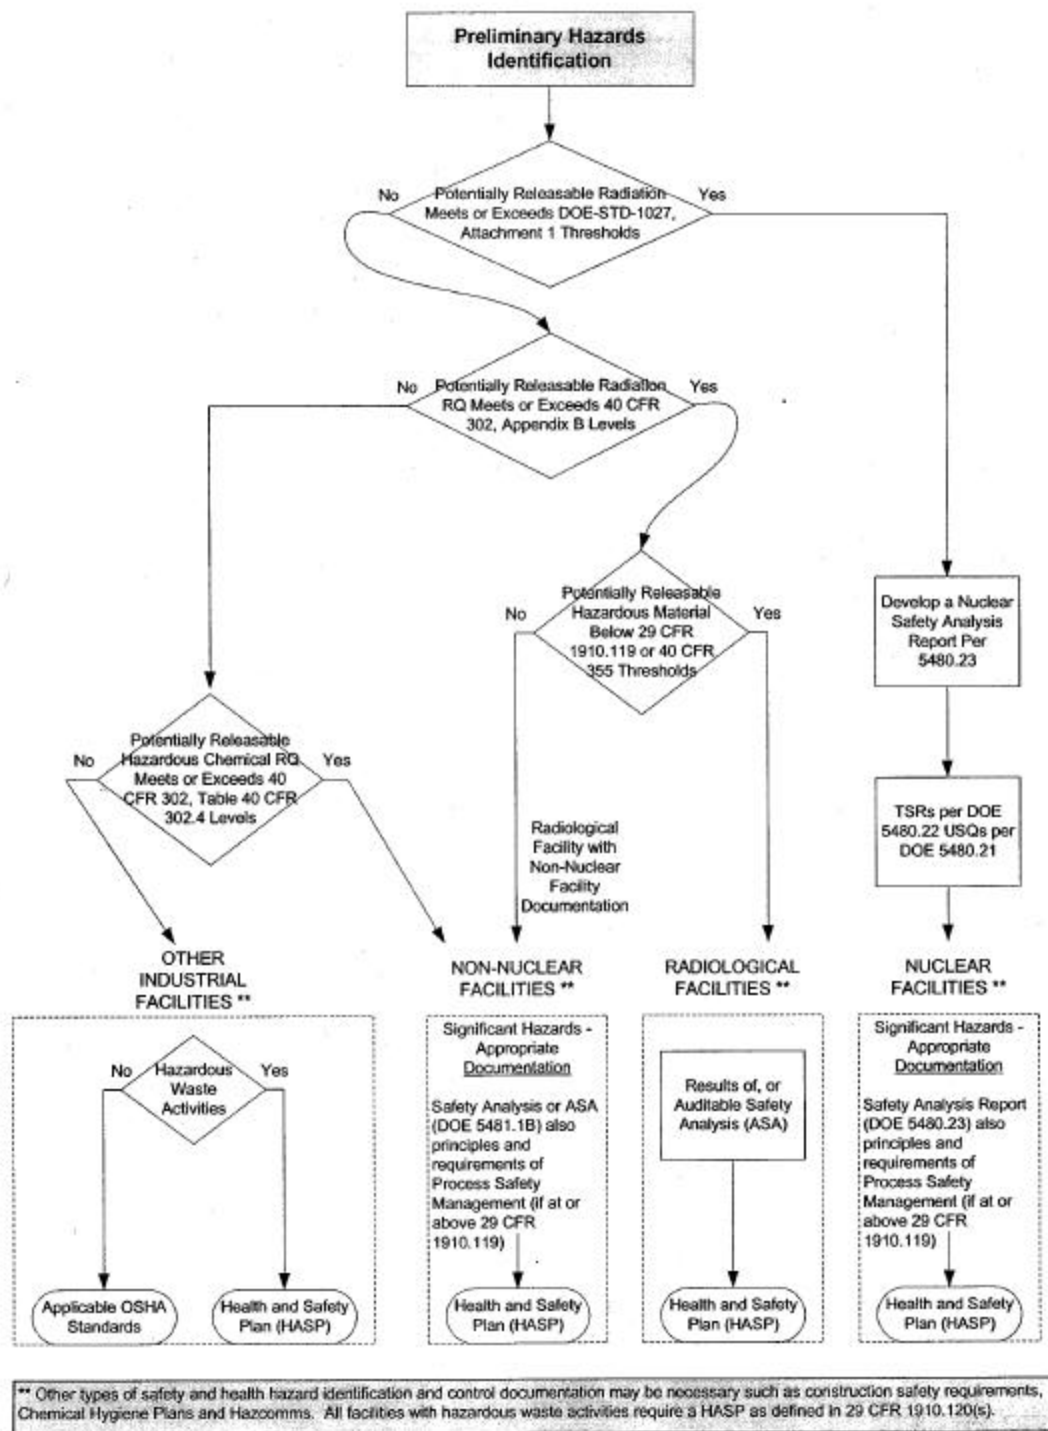 Preliminary Hazards
Identification
No
Potentially Releasable Radiation
Meets or Exceeds DOE-STD-1027,
Attachment 1 Thresholds
Yes
No
Potentially Releasable Radiation
RQ Meets or Exceeds 40 CFR
302, Appendix B Levels
Yes
No
Potentially Releasable
Hazardous Material
Below 29 CFR
1910.119 or 40 CFR
355 Thresholds
Yes
Develop a Nuclear
Safety Analysis
Report Per
5480.23
No
Potentially Releasable
Hazardous Chemical RQ
Meets or Exceeds 40
CFR 302, Table 40 CFR
302.4 Levels
Yes
Radiological
Facility with
Non-Nuclear
Facility
Documentation
TSRs per DOE
5480.22 USQs per
DOE 5480.21
OTHER
INDUSTRIAL
FACILITIES **
NON-NUCLEAR
FACILITIES **
RADIOLOGICAL
FACILITIES **
NUCLEAR
FACILITIES **
No
Hazardous
Waste
Activities
Yes
Applicable OSHA
Standards
Health and Safety
Plan (HASP)
Significant Hazards -
Appropriate
Documentation
Safety Analysis or ASA
(DOE 5481.1B) also
principles and
requirements of
Process Safety
Management (if at or
above 29 CFR
1910.119)
Health and Safety
Plan (HASP)
Results of, or
Auditable Safety
Analysis (ASA)
Health and Safety
Plan (HASP)
Significant Hazards -
Appropriate
Documentation
Safety Analysis Report
(DOE 5480.23) also
principles and
requirements of
Process Safety
Management (if at or
above 29 CFR
1910.119)
Health and Safety
Plan (HASP)
** Other types of safety and health hazard identification and control documentation may be necessary such as construction safety requirements,
Chemical Hygiene Plans and Hazcomms. All facilities with hazardous waste activities require a HASP as defined in 29 CFR 1910.120(s).